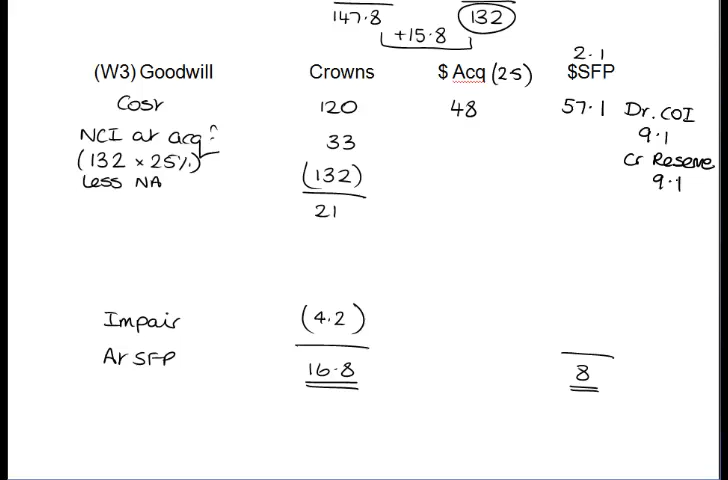 147.8 132
+15.8
2.1
(W3) Goodwill Crowns $ Acq (2.5) $SFP
Cost 120 48 57.1 Dr. COI
NCI at acq 33 9.1
(132 x 25%) Cr Reserve
Less NA (132) 9.1
21
Impair (4.2)
At SFP
16.8 8